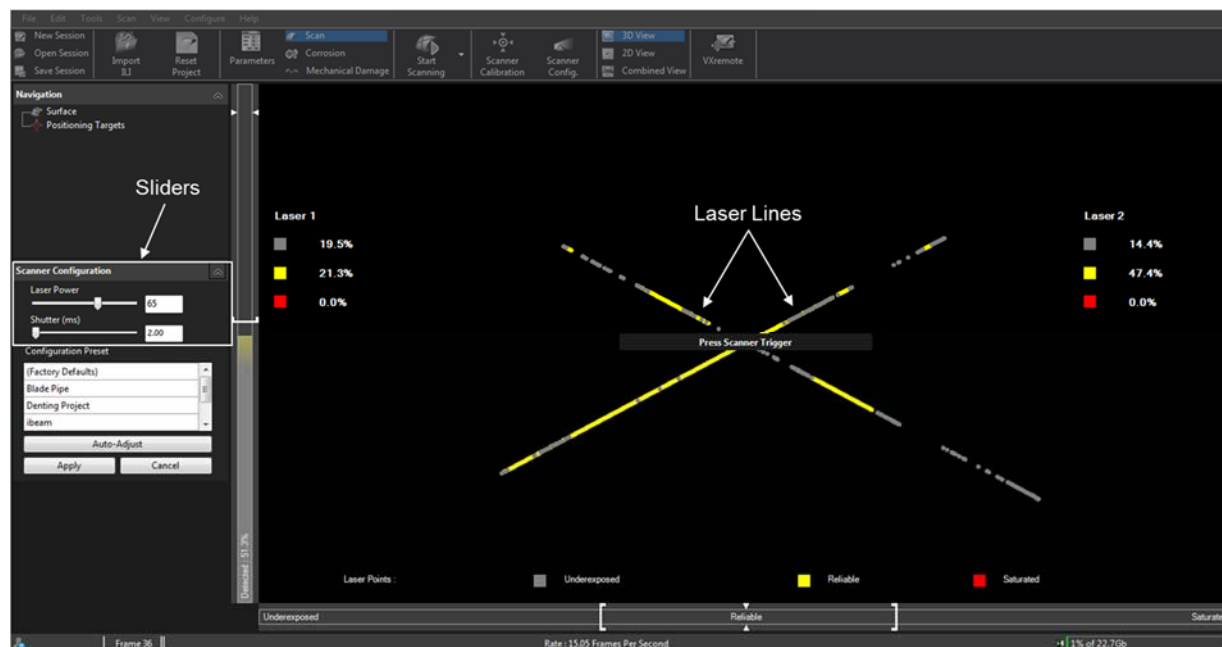 File Edit Tools Scan View Configure Help
New Session
Open Session
Save Session
Import ILI
Reset Project
Parameters
Scan
Corrosion
Mechanical Damage
Start Scanning
Scanner Calibration
Scanner Config.
3D View
2D View
Combined View
VXremote
Navigation
Surface
Positioning Targets
Sliders
Scanner Configuration
Laser Power
65
Shutter (ms)
2.00
Configuration Preset
(Factory Defaults)
Blade Pipe
Denting Project
ibeam
Auto-Adjust
Apply Cancel
Detected : 51.3%
Laser Lines
Laser 1
19.5%
21.3%
0.0%
Laser 2
14.4%
47.4%
0.0%
Press Scanner Trigger
Laser Points : Underexposed Reliable Saturated
Underexposed Reliable Saturate
Frame 36 Rate : 15.05 Frames Per Second 1% of 22.7Gb